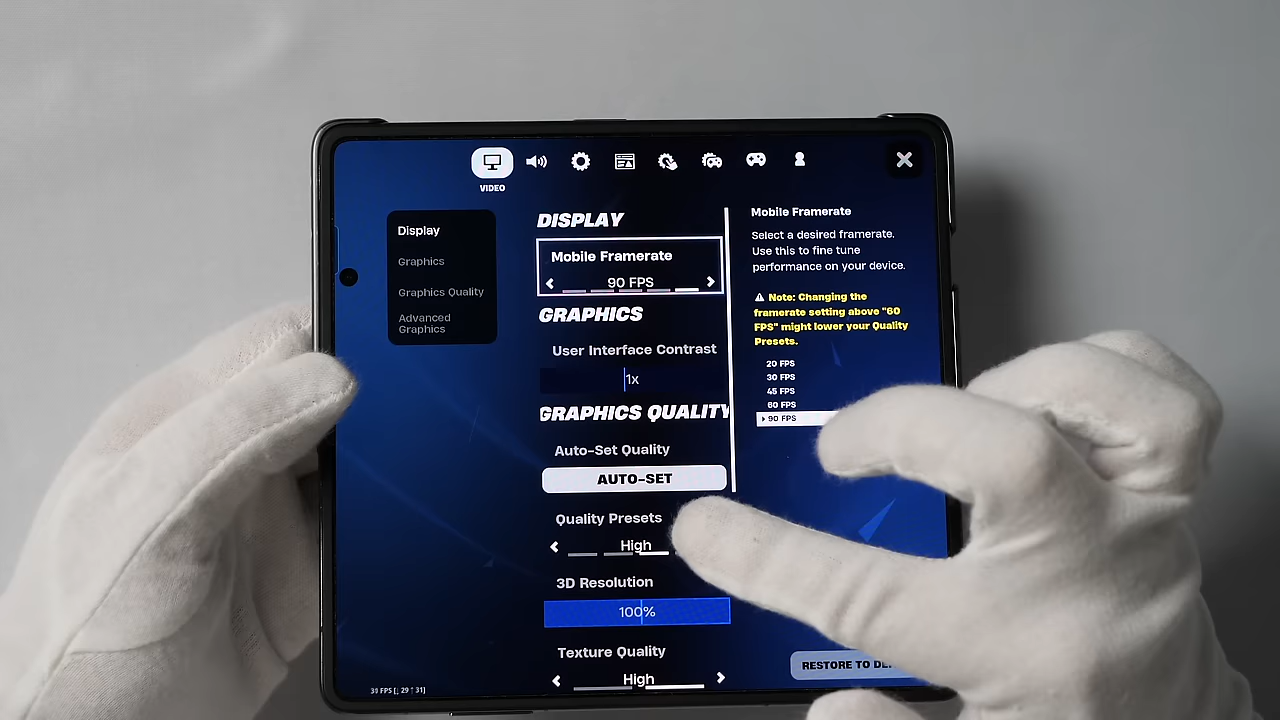 VIDEO
Display
Graphics
Graphics Quality
Advanced
Graphics
DISPLAY
Mobile Framerate
90 FPS
GRAPHICS
User Interface Contrast
1x
GRAPHICS QUALITY
Auto-Set Quality
AUTO-SET
Quality Presets
High
3D Resolution
100%
Texture Quality
High
Mobile Framerate
Select a desired framerate.
Use this to fine tune
performance on your device.
Note: Changing the
framerate setting above "60
FPS" might lower your Quality
Presets.
20 FPS
30 FPS
45 FPS
60 FPS
90 FPS
RESTORE TO